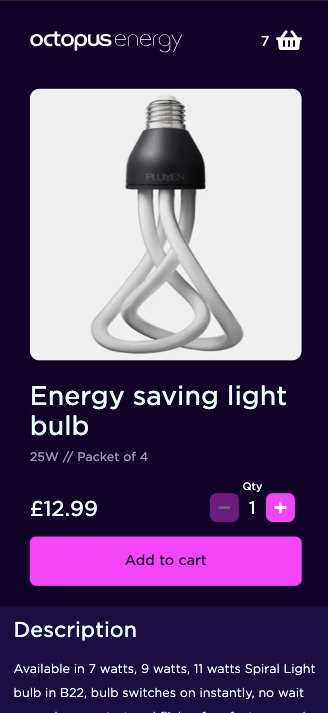 octopusenergy
7
PLUMEN
Energy saving light
bulb
25W // Packet of 4
Qty
£12.99
1
Add to cart
Description
Available in 7 watts, 9 watts, 11 watts Spiral Light
bulb in B22, bulb switches on instantly, no wait